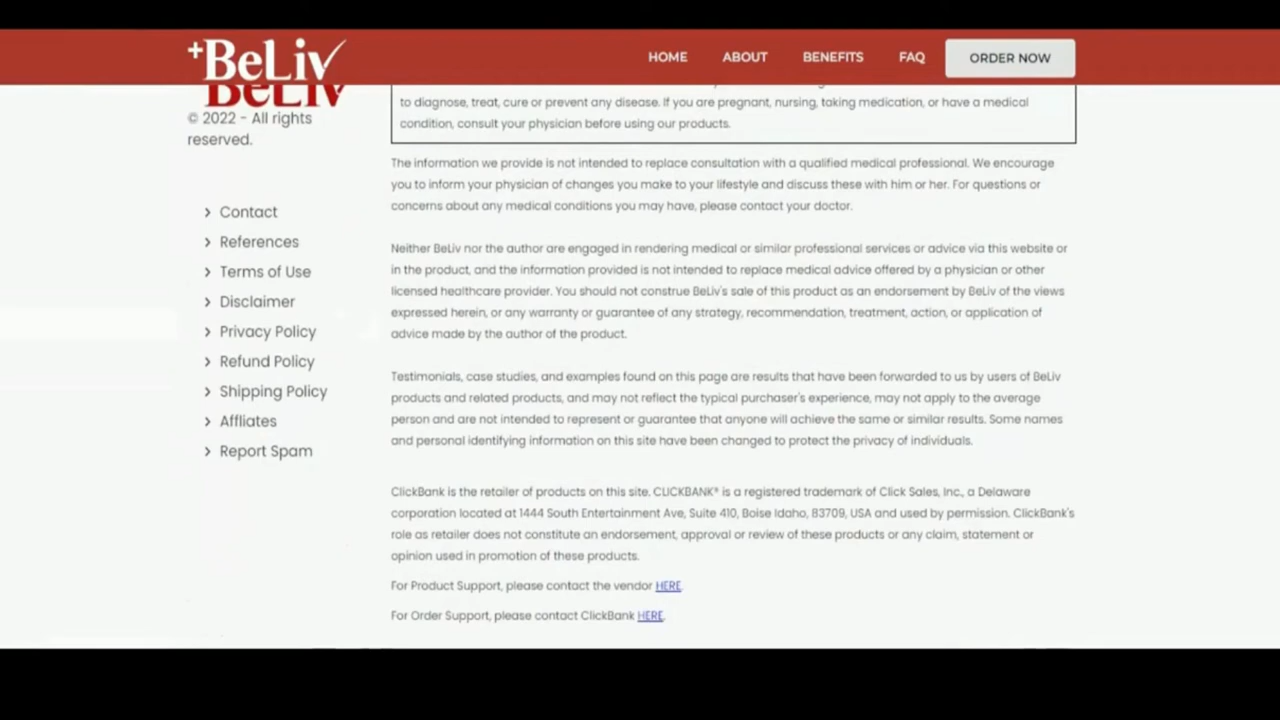 +BeLiv
HOME
ABOUT
BENEFITS
FAQ
ORDER NOW
BeLiv
© 2022 - All rights
reserved.
Contact
References
Terms of Use
Disclaimer
Privacy Policy
Refund Policy
Shipping Policy
Affliates
Report Spam
to diagnose, treat, cure or prevent any disease. If you are pregnant, nursing, taking medication, or have a medical
condition, consult your physician before using our products.
The information we provide is not intended to replace consultation with a qualified medical professional. We encourage
you to inform your physician of changes you make to your lifestyle and discuss these with him or her. For questions or
concerns about any medical conditions you may have, please contact your doctor.
Neither BeLiv nor the author are engaged in rendering medical or similar professional services or advice via this website or
in the product, and the information provided is not intended to replace medical advice offered by a physician or other
licensed healthcare provider. You should not construe BeLiv's sale of this product as an endorsement by BeLiv of the views
expressed herein, or any warranty or guarantee of any strategy, recommendation, treatment, action, or application of
advice made by the author of the product.
Testimonials, case studies, and examples found on this page are results that have been forwarded to us by users of BeLiv
products and related products, and may not reflect the typical purchaser's experience, may not apply to the average
person and are not intended to represent or guarantee that anyone will achieve the same or similar results. Some names
and personal identifying information on this site have been changed to protect the privacy of individuals.
ClickBank is the retailer of products on this site. CLICKBANK® is a registered trademark of Click Sales, Inc., a Delaware
corporation located at 1444 South Entertainment Ave, Suite 410, Boise Idaho, 83709, USA and used by permission. ClickBank's
role as retailer does not constitute an endorsement, approval or review of these products or any claim, statement or
opinion used in promotion of these products.
For Product Support, please contact the vendor HERE.
For Order Support, please contact ClickBank HERE.